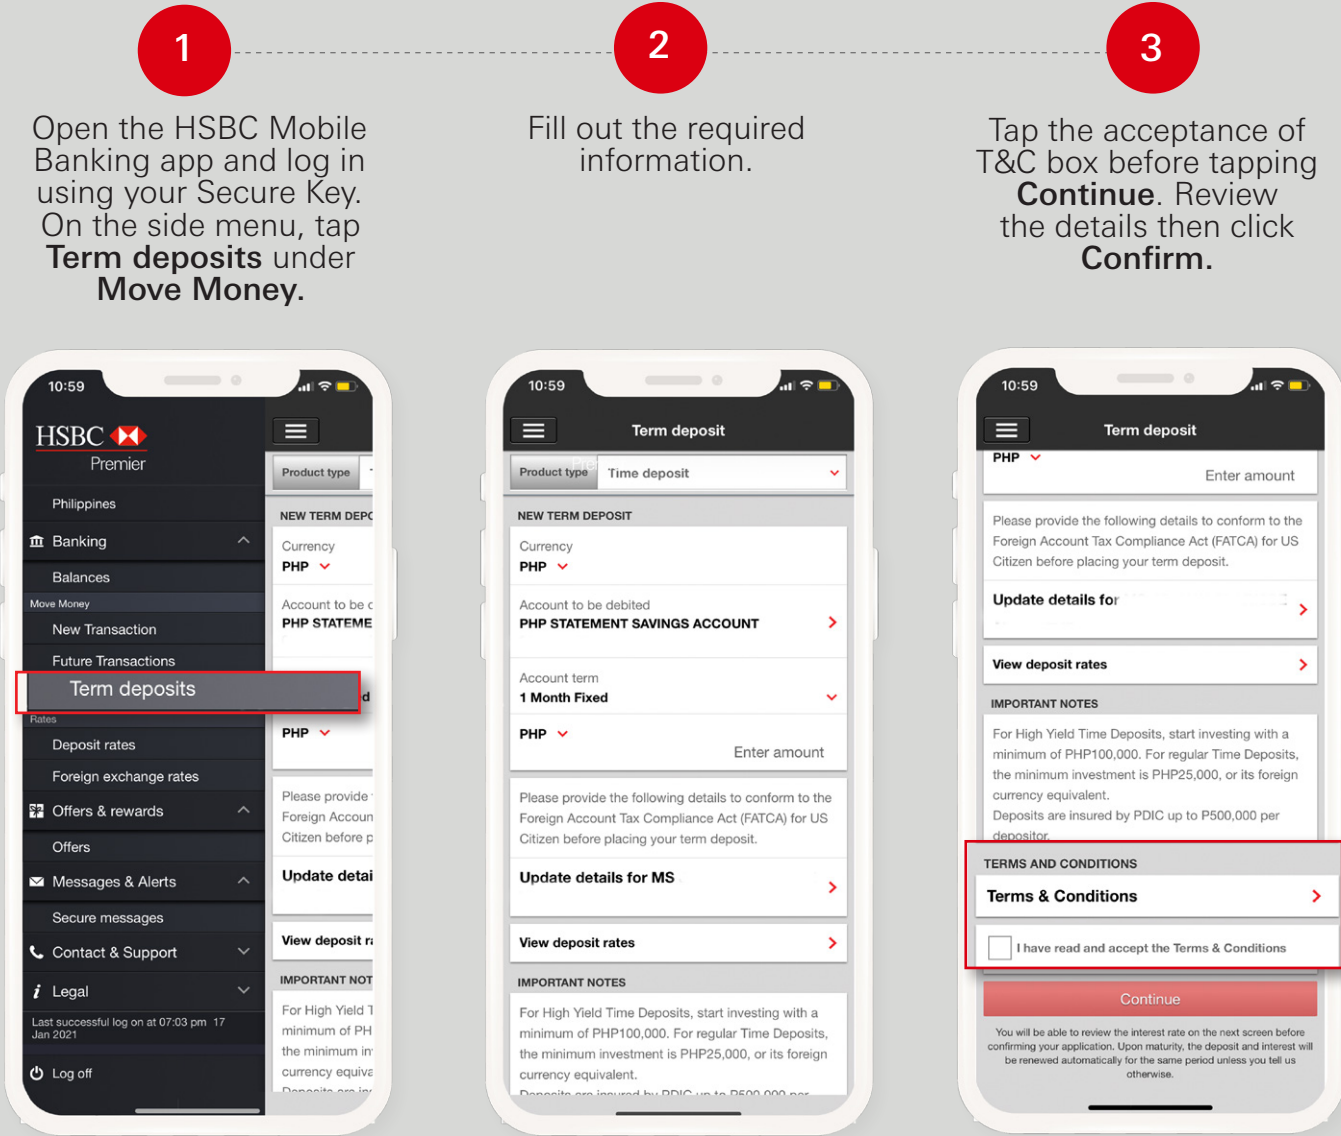 1
Open the HSBC Mobile
Banking app and log in
using your Secure Key.
On the side menu, tap
Term deposits under
Move Money.
2
Fill out the required
information.
3
Tap the acceptance of
T&C box before tapping
Continue. Review
the details then click
Confirm.
10:59
HSBC
Premier
Philippines
Banking
Balances
Move Money
New Transaction
Future Transactions
Term deposits
Rates
Deposit rates
Foreign exchange rates
Offers & rewards
Offers
Messages & Alerts
Secure messages
Contact & Support
Legal
Last successful log on at 07:03 pm 17
Jan 2021
Log off
Product type
NEW TERM DEPO
Currency
PHP
Account to be
PHP STATEME
PHP
Please provide
Foreign Accoun
Citizen before p
Update detai
View deposit ra
IMPORTANT NOT
For High Yield T
minimum of PH
the minimum in
currency equiva
10:59
Term deposit
Product type Time deposit
NEW TERM DEPOSIT
Currency
PHP
Account to be debited
PHP STATEMENT SAVINGS ACCOUNT
Account term
1 Month Fixed
PHP
Enter amount
Please provide the following details to conform to the
Foreign Account Tax Compliance Act (FATCA) for US
Citizen before placing your term deposit.
Update details for MS
View deposit rates
IMPORTANT NOTES
For High Yield Time Deposits, start investing with a
minimum of PHP100,000. For regular Time Deposits,
the minimum investment is PHP25,000, or its foreign
currency equivalent.
Deposits are insured by PDIC up to P500,000 per
10:59
Term deposit
PHP
Enter amount
Please provide the following details to conform to the
Foreign Account Tax Compliance Act (FATCA) for US
Citizen before placing your term deposit.
Update details for
View deposit rates
IMPORTANT NOTES
For High Yield Time Deposits, start investing with a
minimum of PHP100,000. For regular Time Deposits,
the minimum investment is PHP25,000, or its foreign
currency equivalent.
Deposits are insured by PDIC up to P500,000 per
depositor.
TERMS AND CONDITIONS
Terms & Conditions
I have read and accept the Terms & Conditions
Continue
You will be able to review the interest rate on the next screen before
confirming your application. Upon maturity, the deposit and interest will
be renewed automatically for the same period unless you tell us
otherwise.